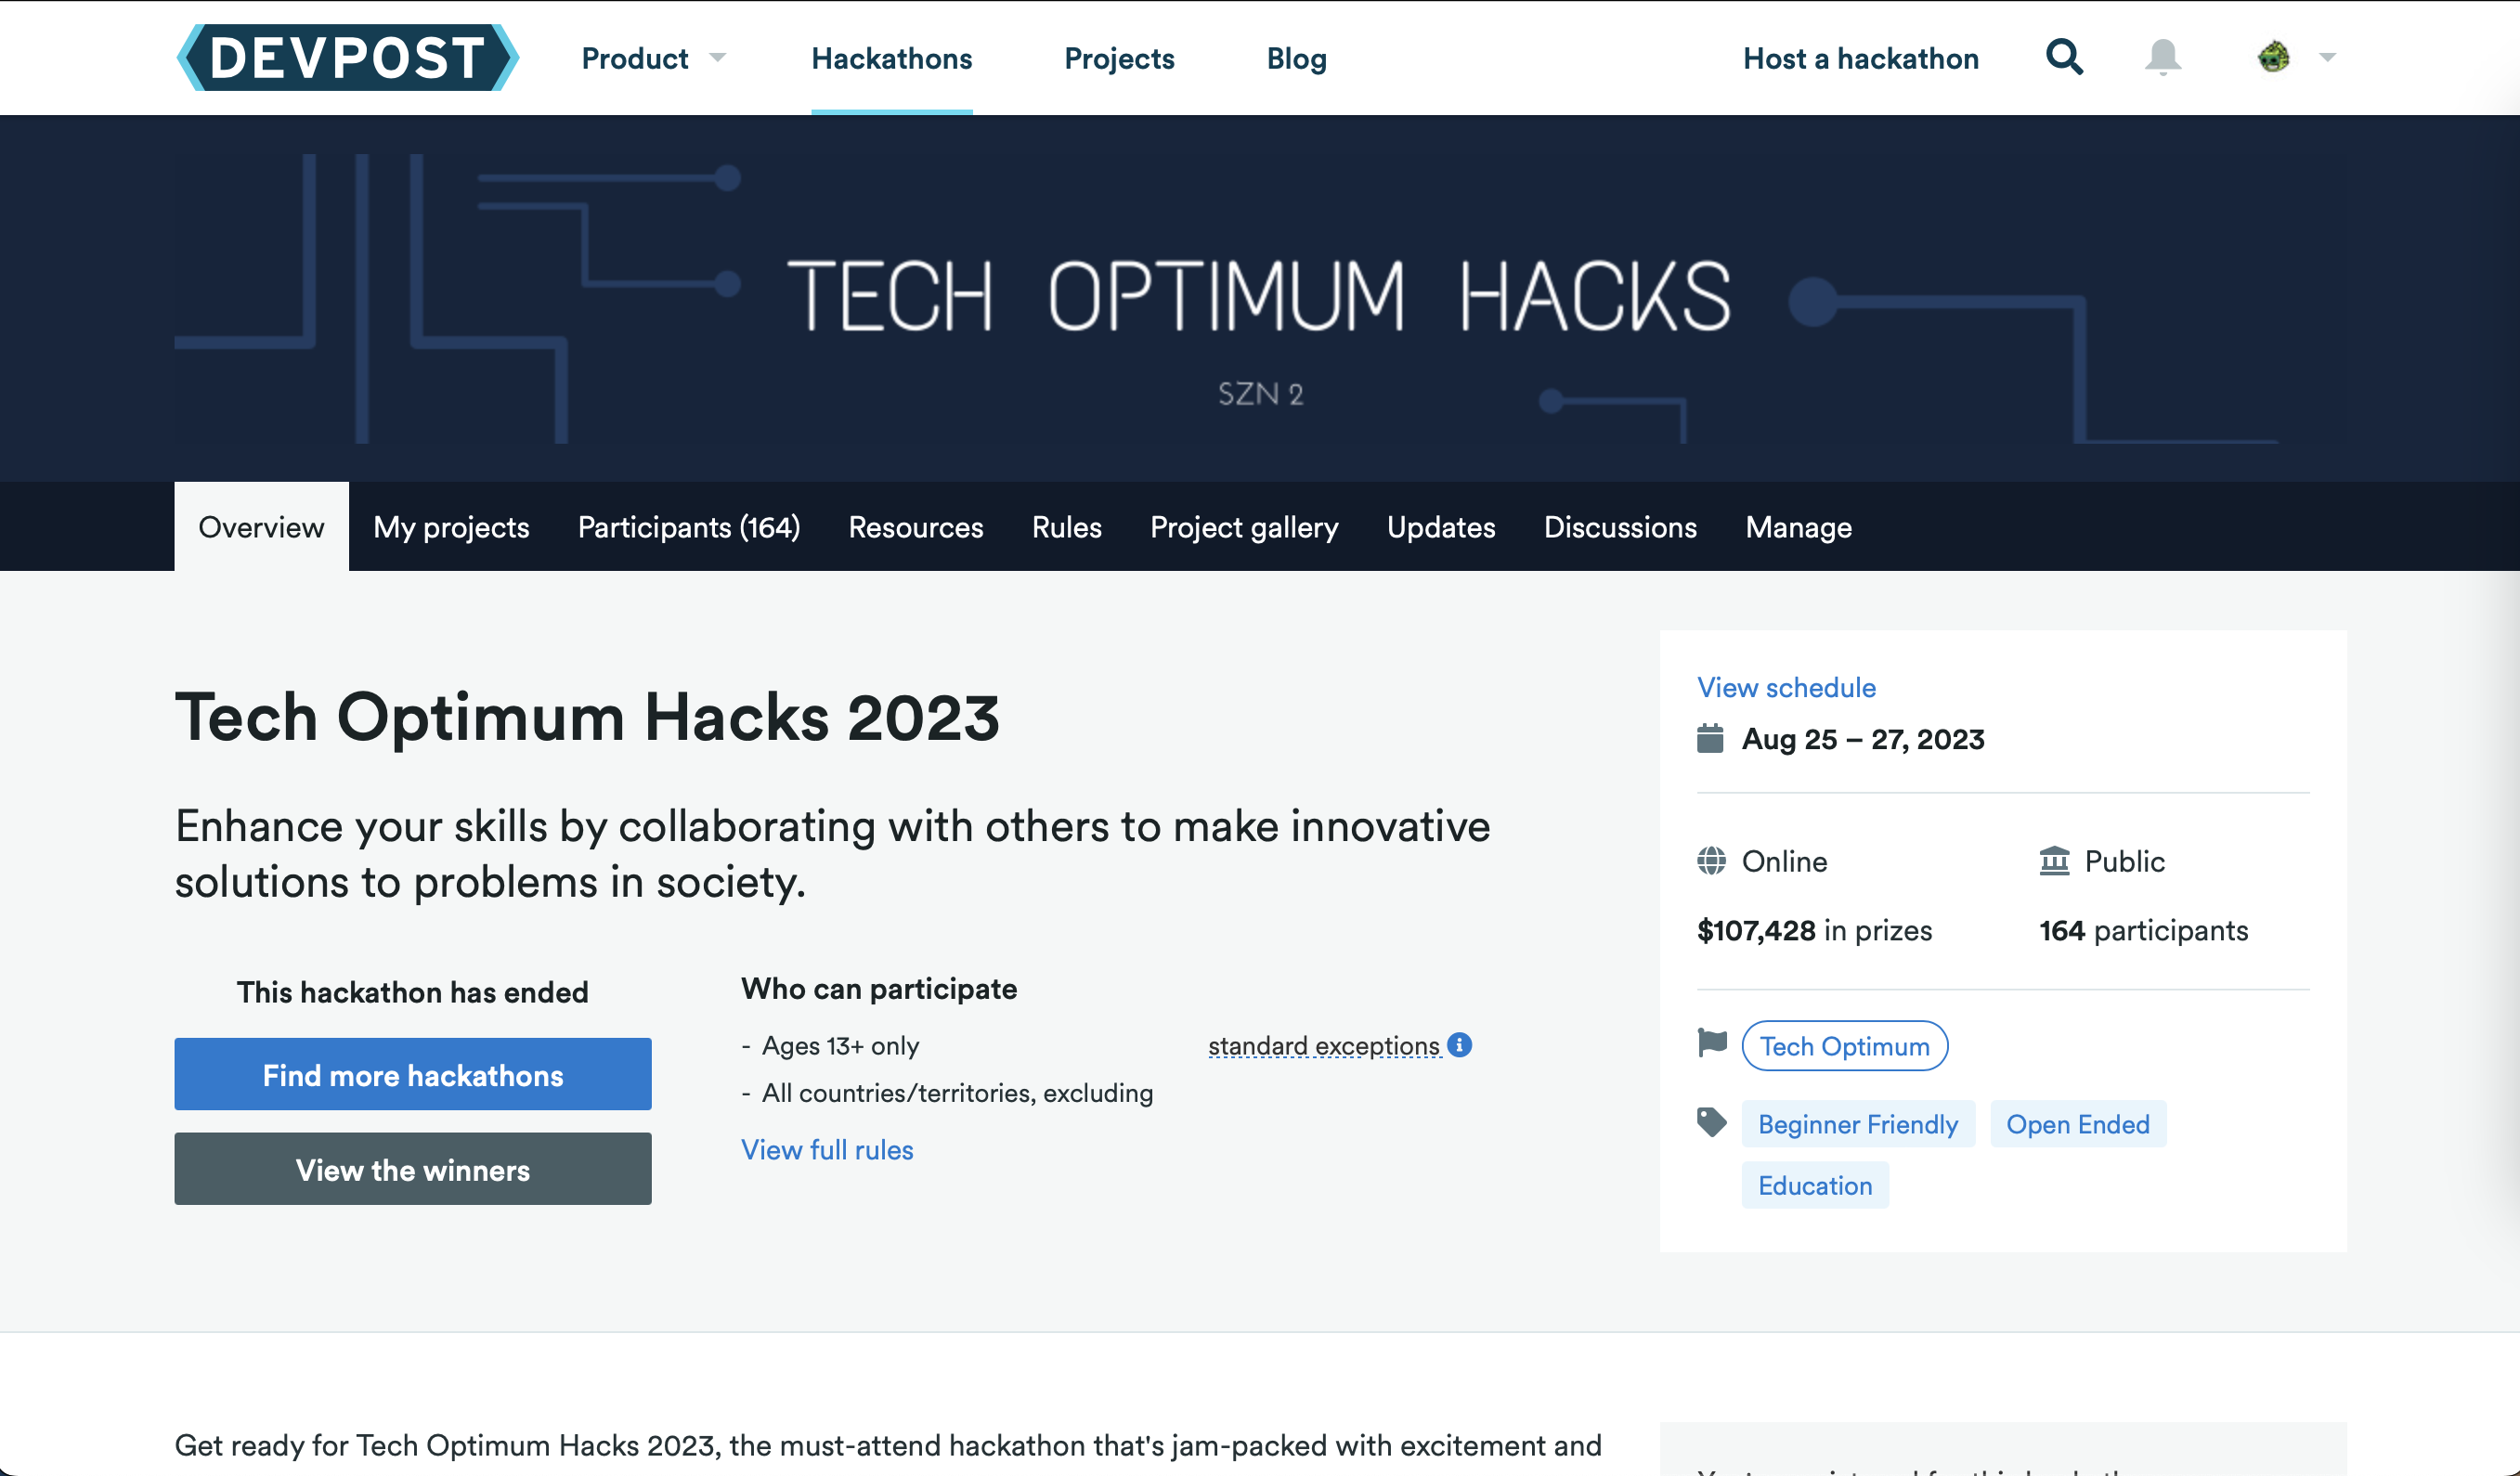 DEVPOST
Product
Hackathons
Projects
Blog
Host a hackathon
TECH OPTIMUM HACKS
SZN 2
Overview
My projects
Participants (164)
Resources
Rules
Project gallery
Updates
Discussions
Manage
Tech Optimum Hacks 2023
Enhance your skills by collaborating with others to make innovative
solutions to problems in society.
This hackathon has ended
Find more hackathons
View the winners
Who can participate
- Ages 13+ only
- All countries/territories, excluding
standard exceptions
View full rules
View schedule
Aug 25 – 27, 2023
Online
Public
$107,428 in prizes
164 participants
Tech Optimum
Beginner Friendly
Open Ended
Education
Get ready for Tech Optimum Hacks 2023, the must-attend hackathon that's jam-packed with excitement and